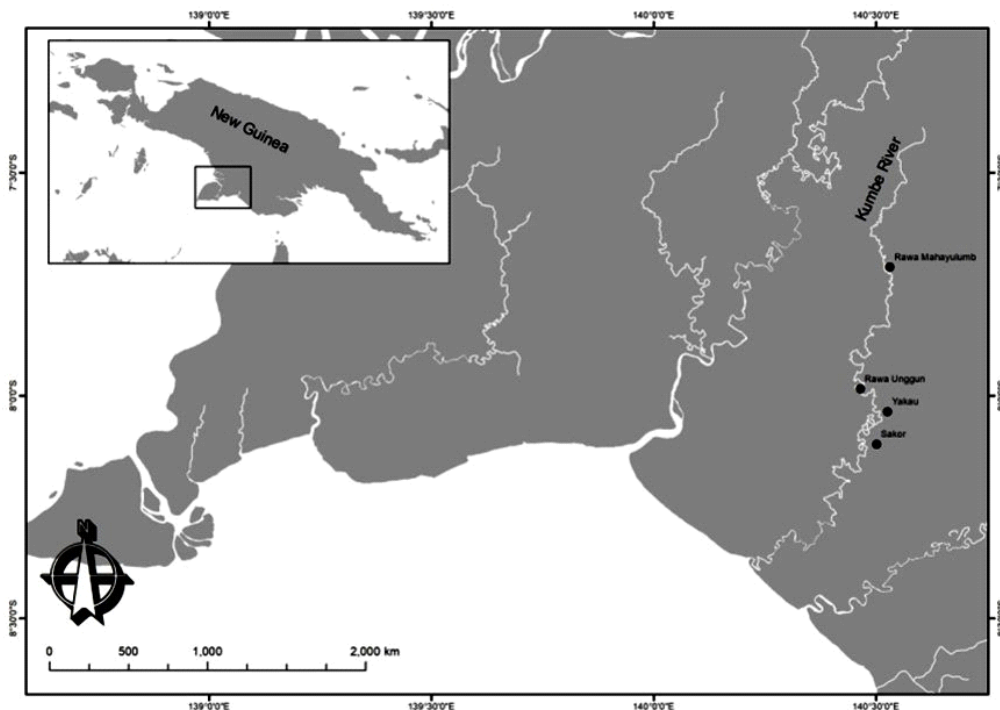 139°0'0"E 139°30'0"E 140°0'0"E 140°30'0"E
New Guinea
Kumbe River
7°30'0"S
Rawa Mahayulumb
Rawa Unggun
8°0'0"S
Yakau
Sakor
N
8°30'0"S
0 500 1,000 2,000 km
139°0'0"E 139°30'0"E 140°0'0"E 140°30'0"E